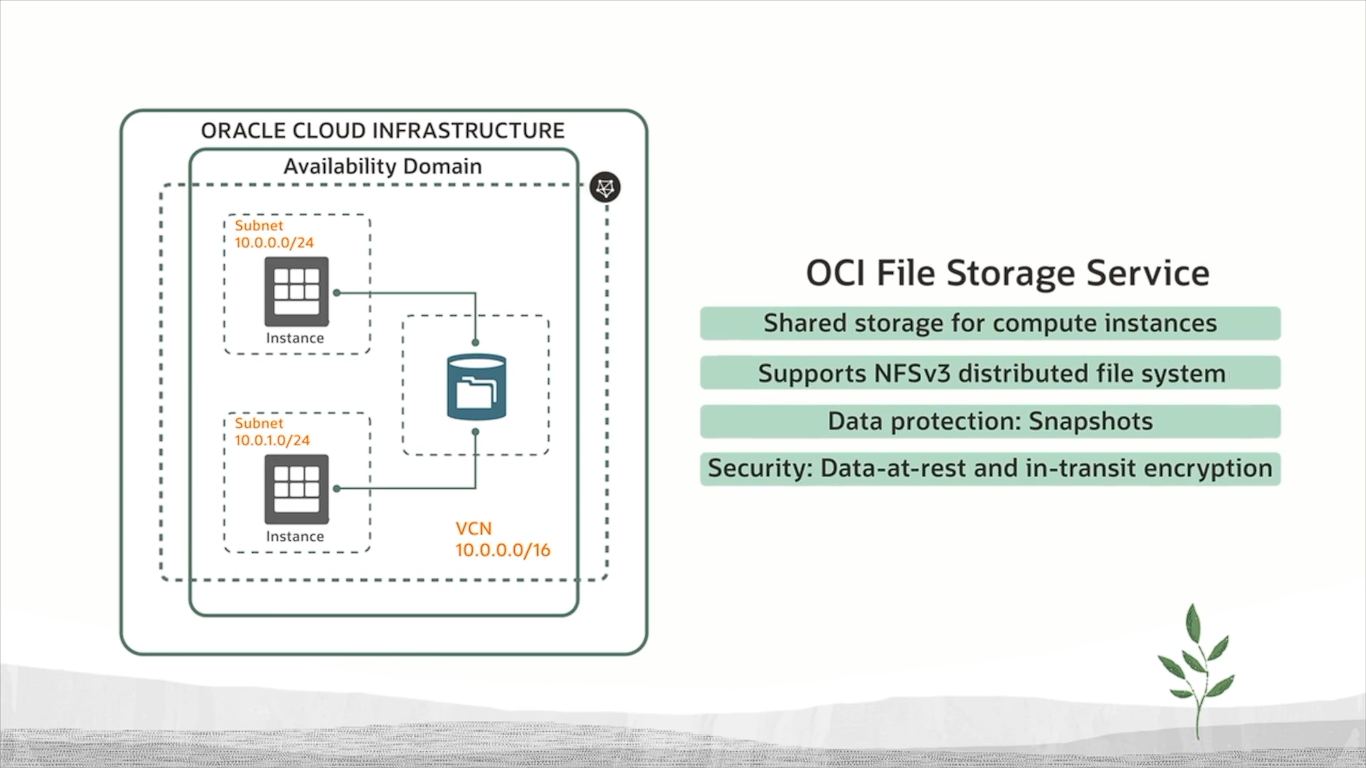 ORACLE CLOUD INFRASTRUCTURE
Availability Domain
Subnet
10.0.0.0/24
Instance
Subnet
10.0.1.0/24
Instance
VCN
10.0.0.0/16
OCI File Storage Service
Shared storage for compute instances
Supports NFSv3 distributed file system
Data protection: Snapshots
Security: Data-at-rest and in-transit encryption